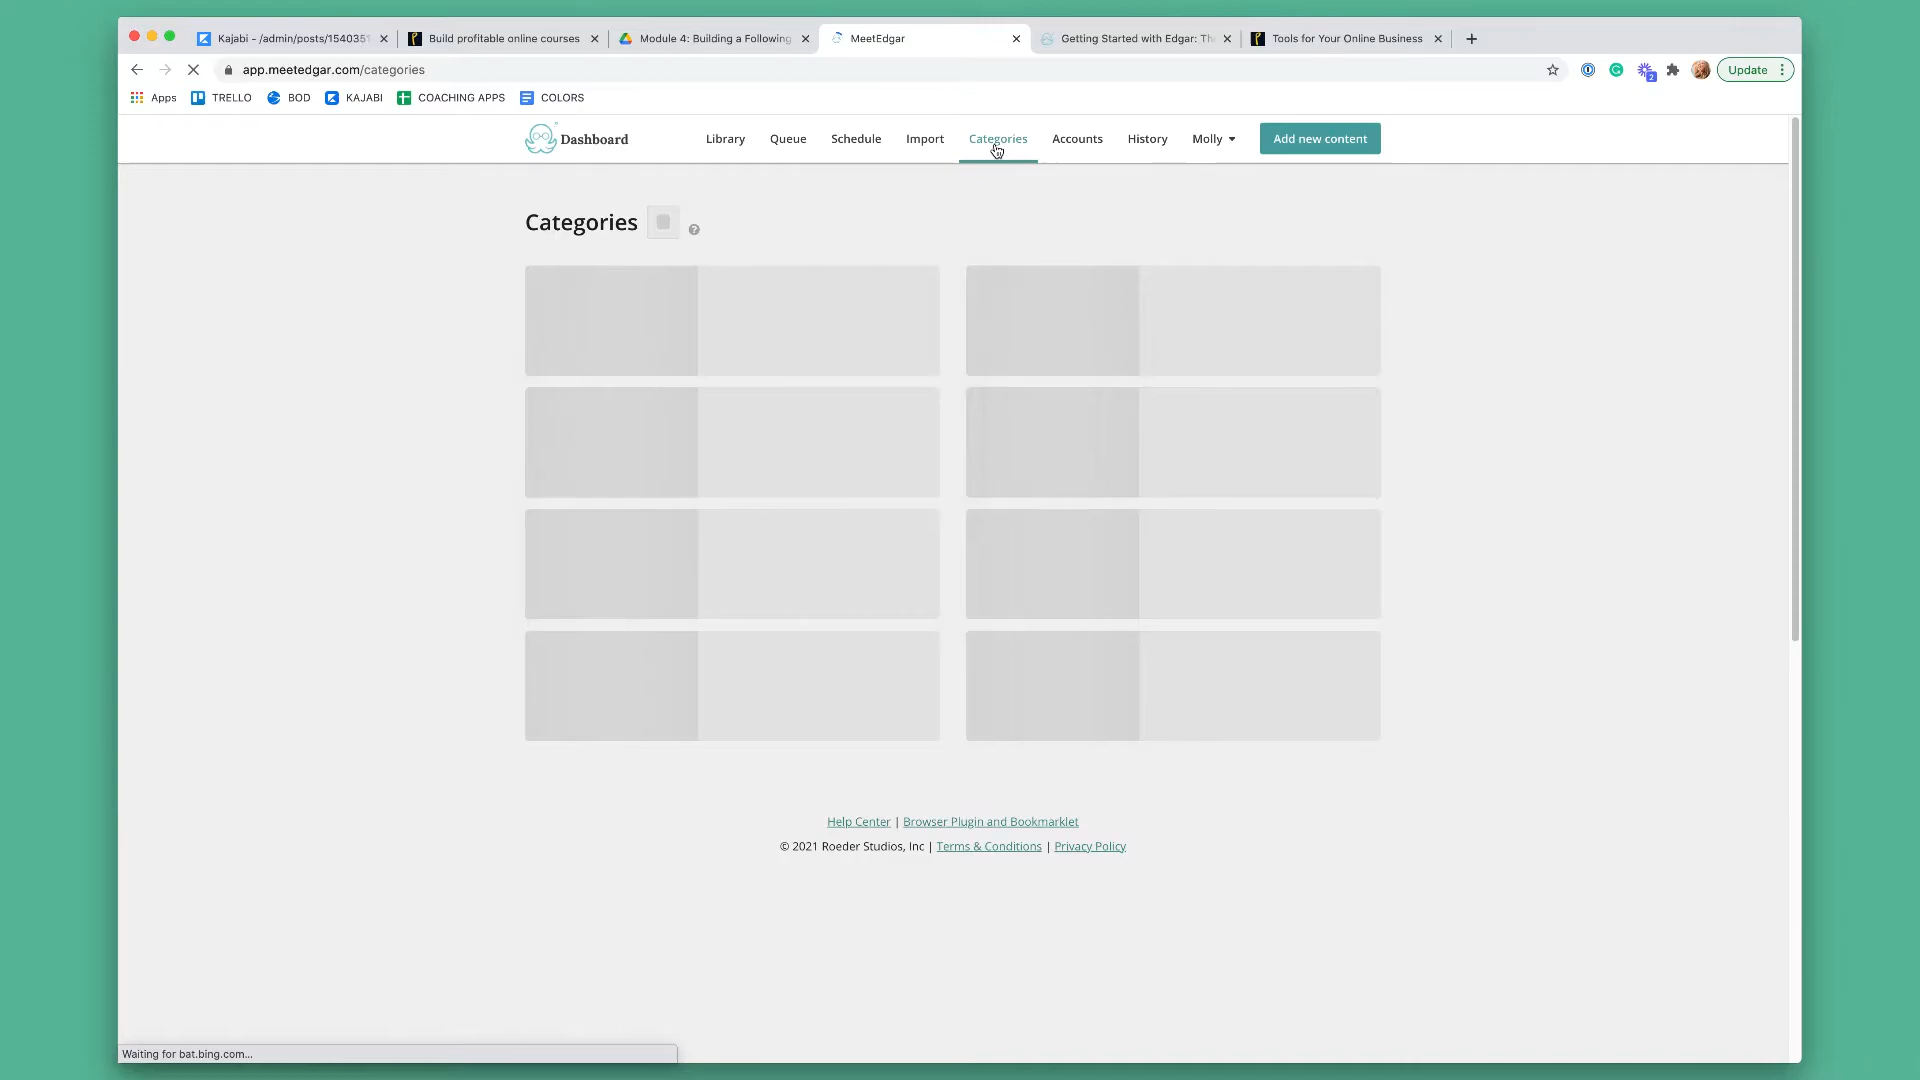 Kajabi - /admin/posts/1540351
Build profitable online courses
Module 4: Building a Following
MeetEdgar
Getting Started with Edgar: Th
Tools for Your Online Business
app.meetedgar.com/categories
2
Update
Apps
TRELLO
BOD
KAJABI
COACHING APPS
COLORS
Dashboard
Library
Queue
Schedule
Import
Categories
Accounts
History
Molly
Add new content
Categories
?
Help Center | Browser Plugin and Bookmarklet
© 2021 Roeder Studios, Inc | Terms & Conditions | Privacy Policy
Waiting for bat.bing.com...